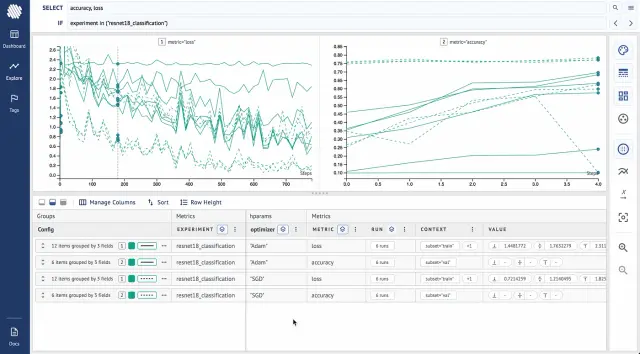 SELECT accuracy, loss
IF experiment in ("resnet18_classification")
Dashboard
Explore
Tags
Docs
1 metric="loss"
2.6
2.4
2.2
2.0
1.8
1.6
1.4
1.2
1.0
0.8
0.6
0.4
0.2
0.0
0 100 200 300 400 500 600 700
Steps
2 metric="accuracy"
0.85
0.80
0.75
0.70
0.65
0.60
0.55
0.50
0.45
0.40
0.35
0.30
0.25
0.20
0.15
0.10
0.0 0.5 1.0 1.5 2.0 2.5 3.0 3.5 4.0
Steps
Manage Columns Sort Row Height
Groups Metrics hparams Metrics
Config EXPERIMENT optimizer METRIC RUN CONTEXT VALUE
12 items grouped by 3 fields 1 resnet18_classification "Adam" loss 6 runs subset="train" +1
6 items grouped by 3 fields 2 resnet18_classification "Adam" accuracy 6 runs subset="val" - - -
12 items grouped by 3 fields 1 resnet18_classification "SGD" loss 6 runs subset="train" +1
6 items grouped by 3 fields 2 resnet18_classification "SGD" accuracy 6 runs subset="val" - - -